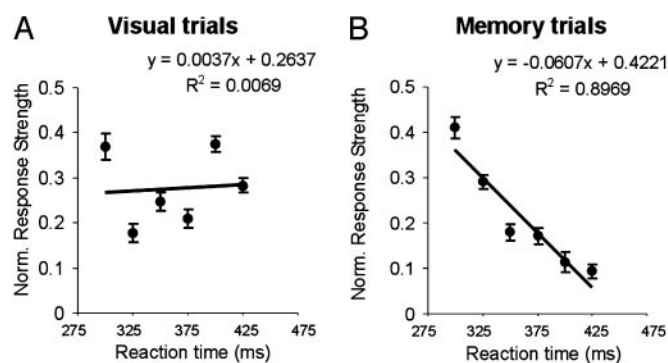 A Visual trials
y = 0.0037x + 0.2637
R² = 0.0069
Norm. Response Strength
0.5
0.4
0.3
0.2
0.1
0
275 325 375 425 475
Reaction time (ms)
B Memory trials
y = -0.0607x + 0.4221
R² = 0.8969
Norm. Response Strength
0.5
0.4
0.3
0.2
0.1
0
275 325 375 425 475
Reaction time (ms)